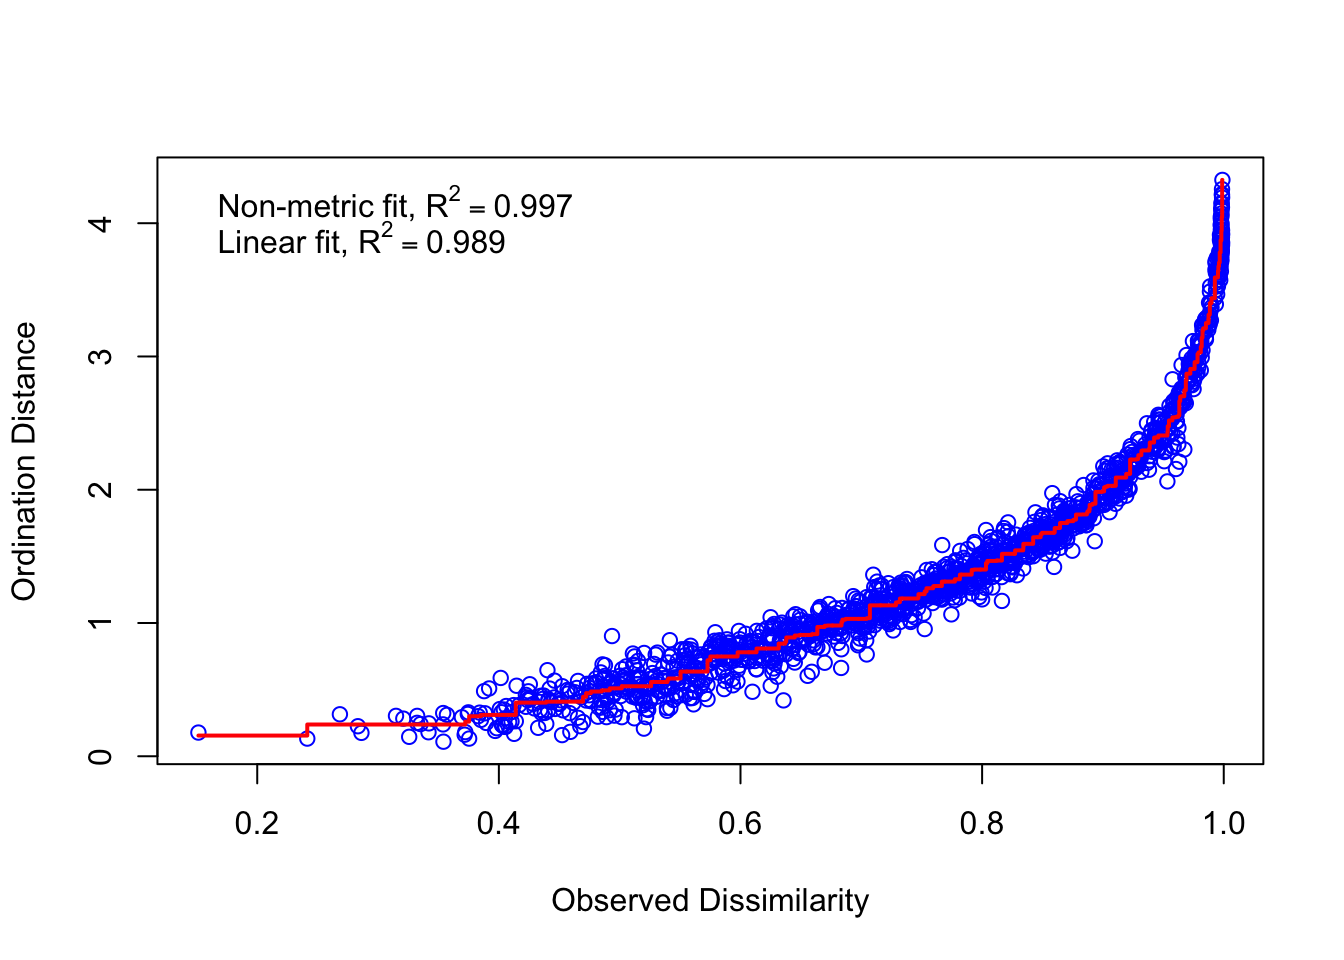 Non-metric fit, R² = 0.997
Linear fit, R² = 0.989
Ordination Distance
4
3
2
1
0
0.2 0.4 0.6 0.8 1.0
Observed Dissimilarity